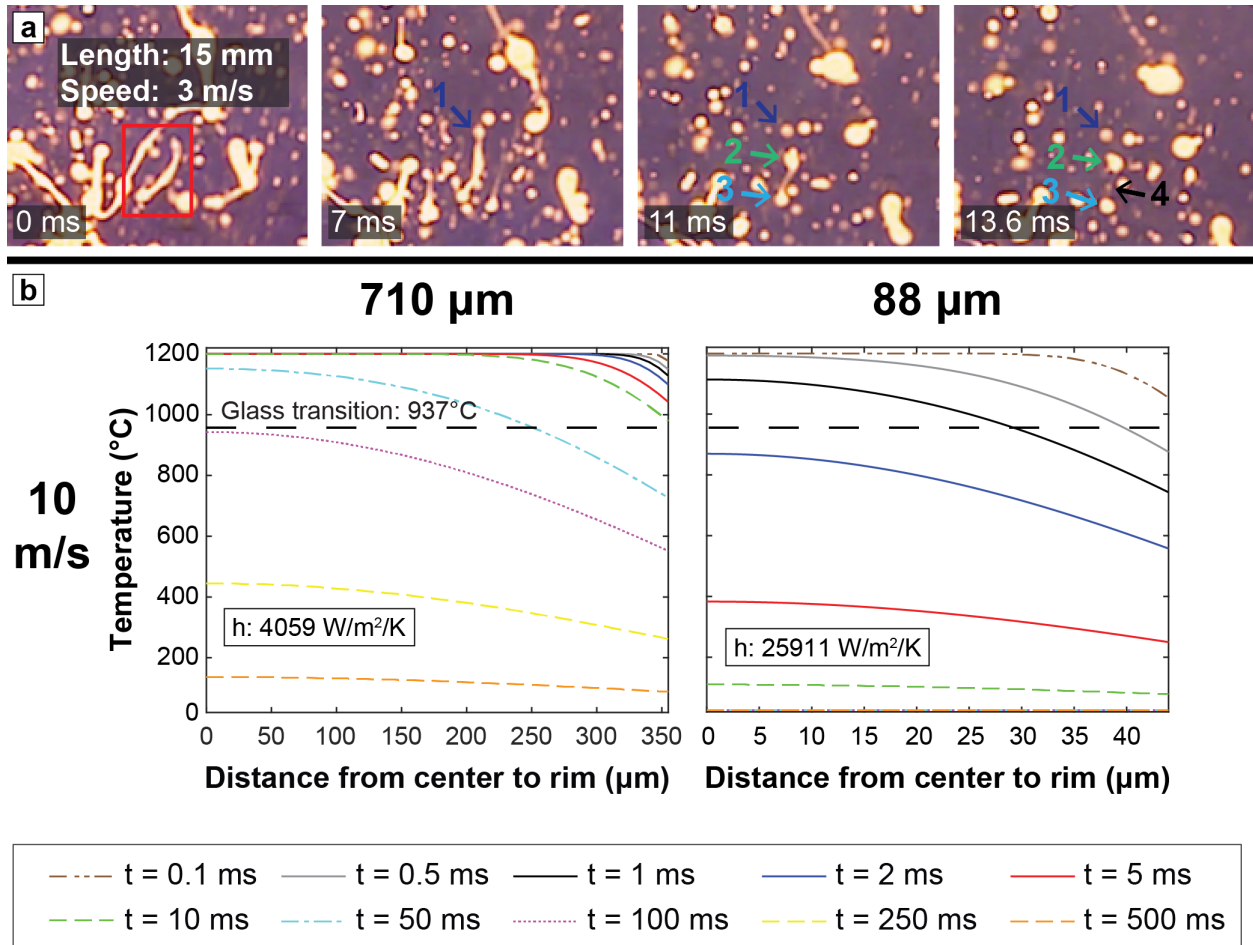 a
Length: 15 mm
Speed: 3 m/s
0 ms
1
7 ms
1
2
3
11 ms
1
2
3
4
13.6 ms
b
710 µm
88 µm
10
m/s
Temperature (°C)
1200
1000
800
600
400
200
0
Glass transition: 937°C
h: 4059 W/m²/K
h: 25911 W/m²/K
0 50 100 150 200 250 300 350
0 5 10 15 20 25 30 35 40
Distance from center to rim (µm)
Distance from center to rim (µm)
t = 0.1 ms t = 0.5 ms t = 1 ms t = 2 ms t = 5 ms
t = 10 ms t = 50 ms t = 100 ms t = 250 ms t = 500 ms